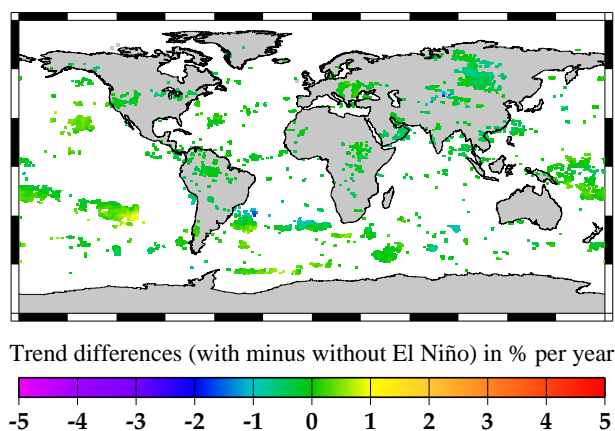 Trend differences (with minus without El Niño) in % per year
-5 -4 -3 -2 -1 0 1 2 3 4 5